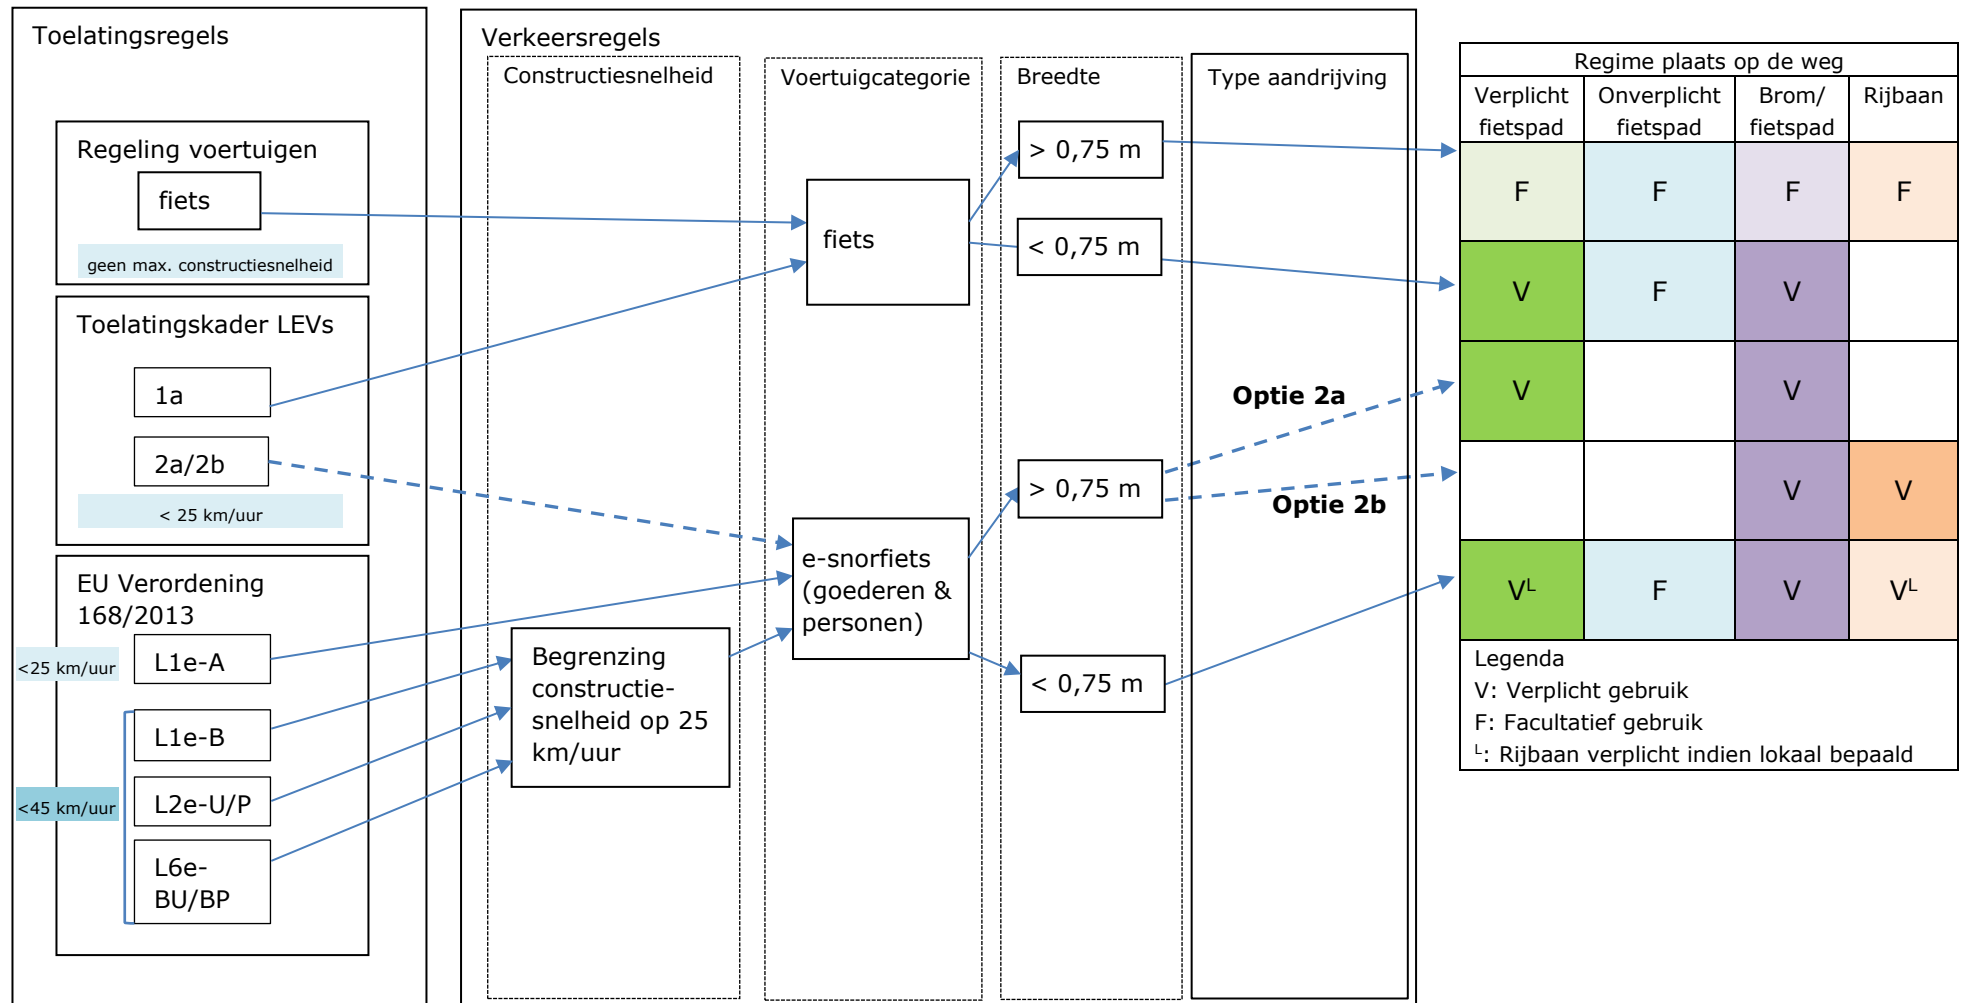 Toelatingsregels
Regeling voertuigen
fiets
geen max. constructiesnelheid
Toelatingskader LEVs
1a
2a/2b
< 25 km/uur
EU Verordening
168/2013
<25 km/uur
L1e-A
L1e-B
<45 km/uur
L2e-U/P
L6e-
BU/BP
Verkeersregels
Constructiesnelheid
Begrenzing
constructie-
snelheid op 25
km/uur
Voertuigcategorie
fiets
e-snorfiets
(goederen &
personen)
Breedte
> 0,75 m
< 0,75 m
> 0,75 m
< 0,75 m
Type aandrijving
Optie 2a
Optie 2b
Regime plaats op de weg
Verplicht
fietspad
Onverplicht
fietspad
Brom/
fietspad
Rijbaan
F F F F
V F V
V V
V V
Vᴸ F V Vᴸ
Legenda
V: Verplicht gebruik
F: Facultatief gebruik
ᴸ: Rijbaan verplicht indien lokaal bepaald